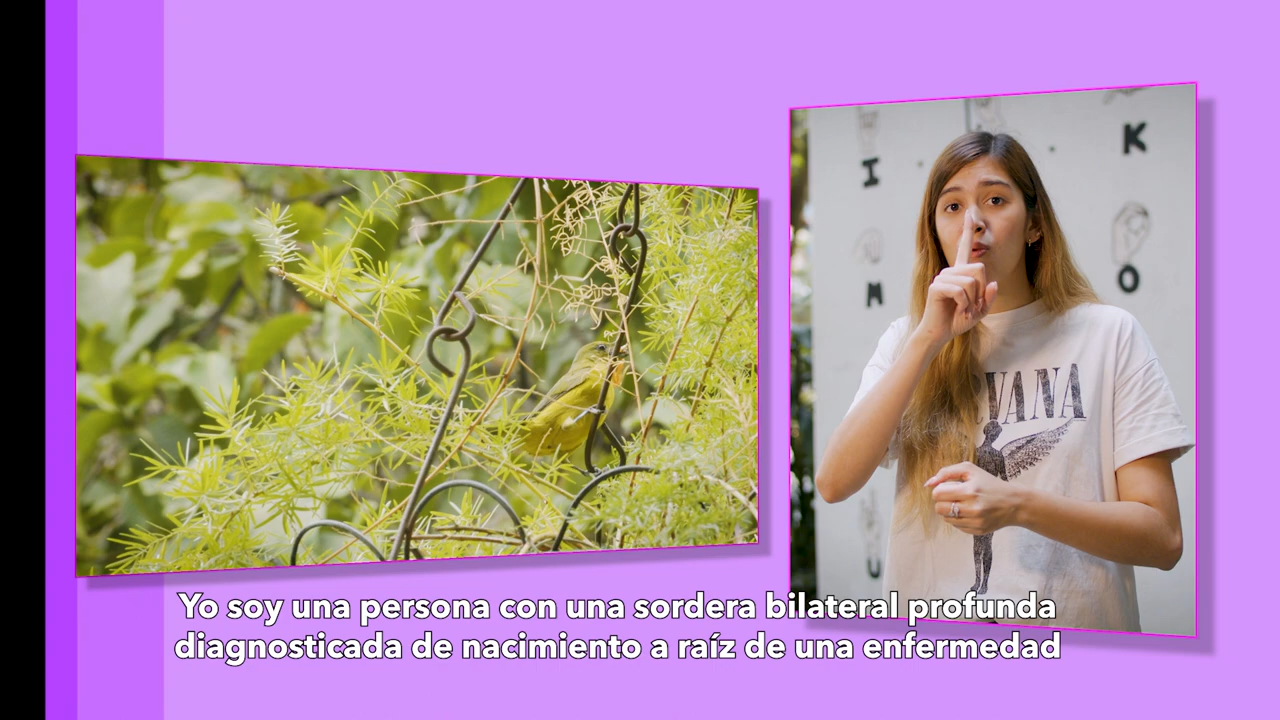 K
I
O
M
VANA
U
Yo soy una persona con una sordera bilateral profunda
diagnosticada de nacimiento a raíz de una enfermedad